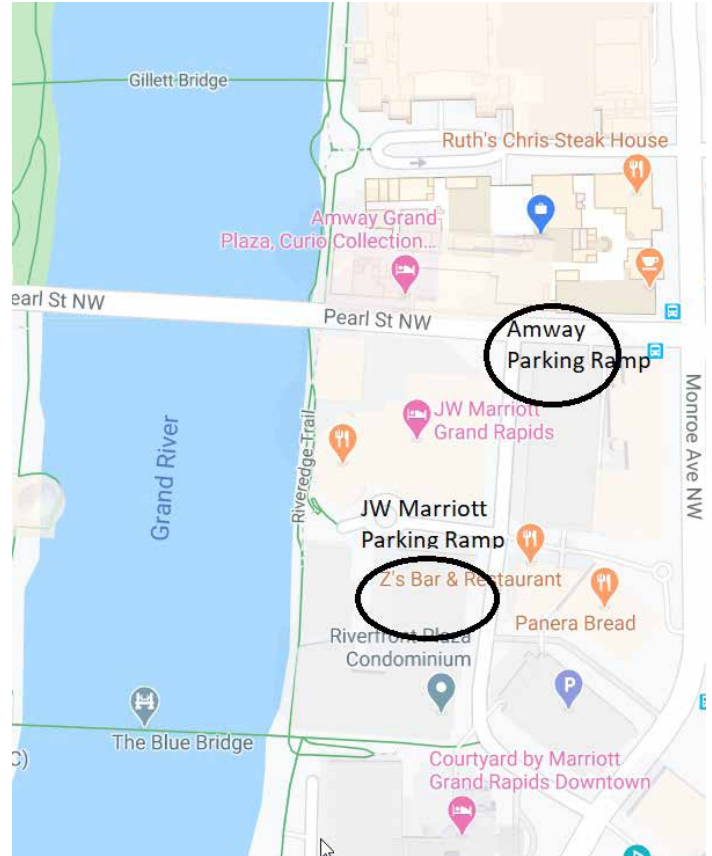 Gillett Bridge
Ruth's Chris Steak House
Amway Grand
Plaza, Curio Collection...
earl St NW
Pearl St NW
Amway
Parking Ramp
Monroe Ave NW
JW Marriott
Grand Rapids
Grand River
Riveredge Trail
JW Marriott
Parking Ramp
Z's Bar & Restaurant
Panera Bread
Riverfront Plaza
Condominium
P
The Blue Bridge
C)
Courtyard by Marriott
Grand Rapids Downtown